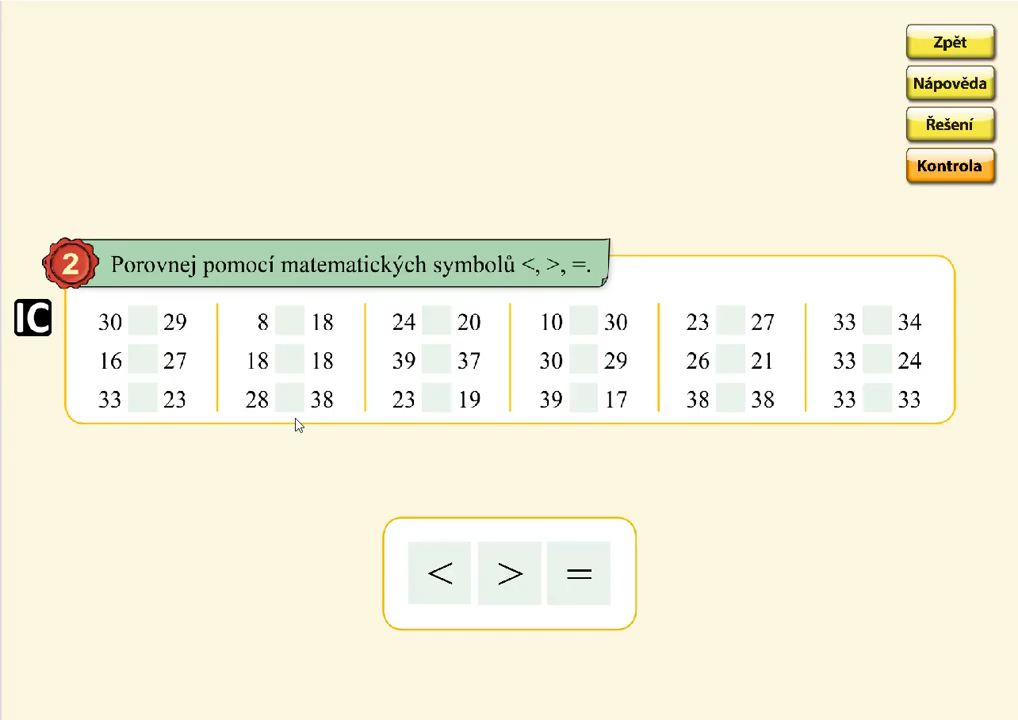 Zpět
Nápověda
Řešení
Kontrola
2 Porovnej pomocí matematických symbolů <, >, =.
IC
30 29 8 18 24 20 10 30 23 27 33 34
16 27 18 18 39 37 30 29 26 21 33 24
33 23 28 38 23 19 39 17 38 38 33 33
< > =